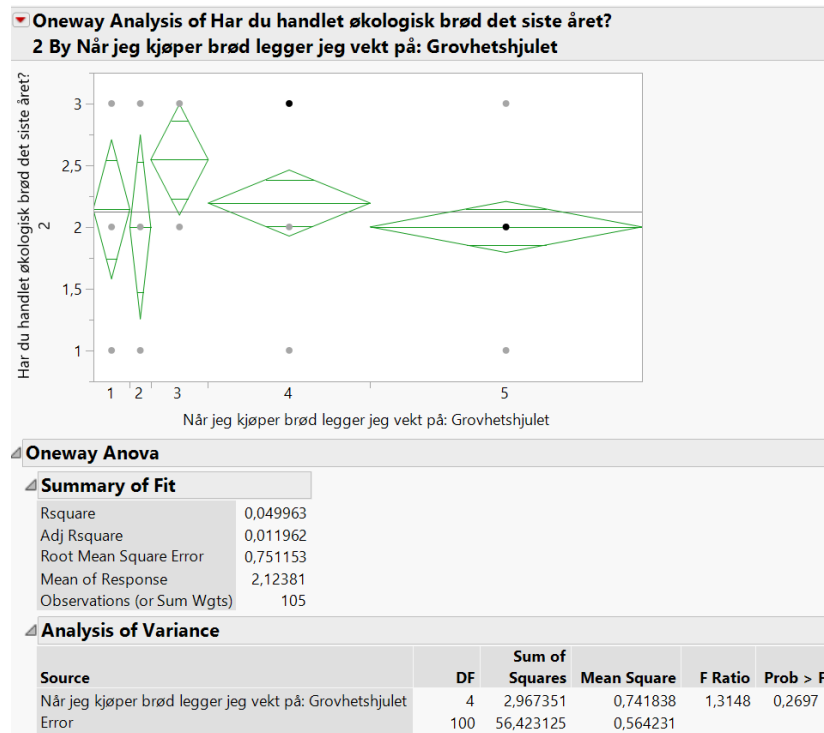 Oneway Analysis of Har du handlet økologisk brød det siste året?
2 By Når jeg kjøper brød legger jeg vekt på: Grovhetshjulet
Har du handlet økologisk brød det siste året?
2
3
2,5
2
1,5
1
1 2 3 4 5
Når jeg kjøper brød legger jeg vekt på: Grovhetshjulet
Oneway Anova
Summary of Fit
Rsquare 0,049963
Adj Rsquare 0,011962
Root Mean Square Error 0,751153
Mean of Response 2,12381
Observations (or Sum Wgts) 105
Analysis of Variance
Sum of
Source DF Squares Mean Square F Ratio Prob > F
Når jeg kjøper brød legger jeg vekt på: Grovhetshjulet 4 2,967351 0,741838 1,3148 0,2697
Error 100 56,423125 0,564231